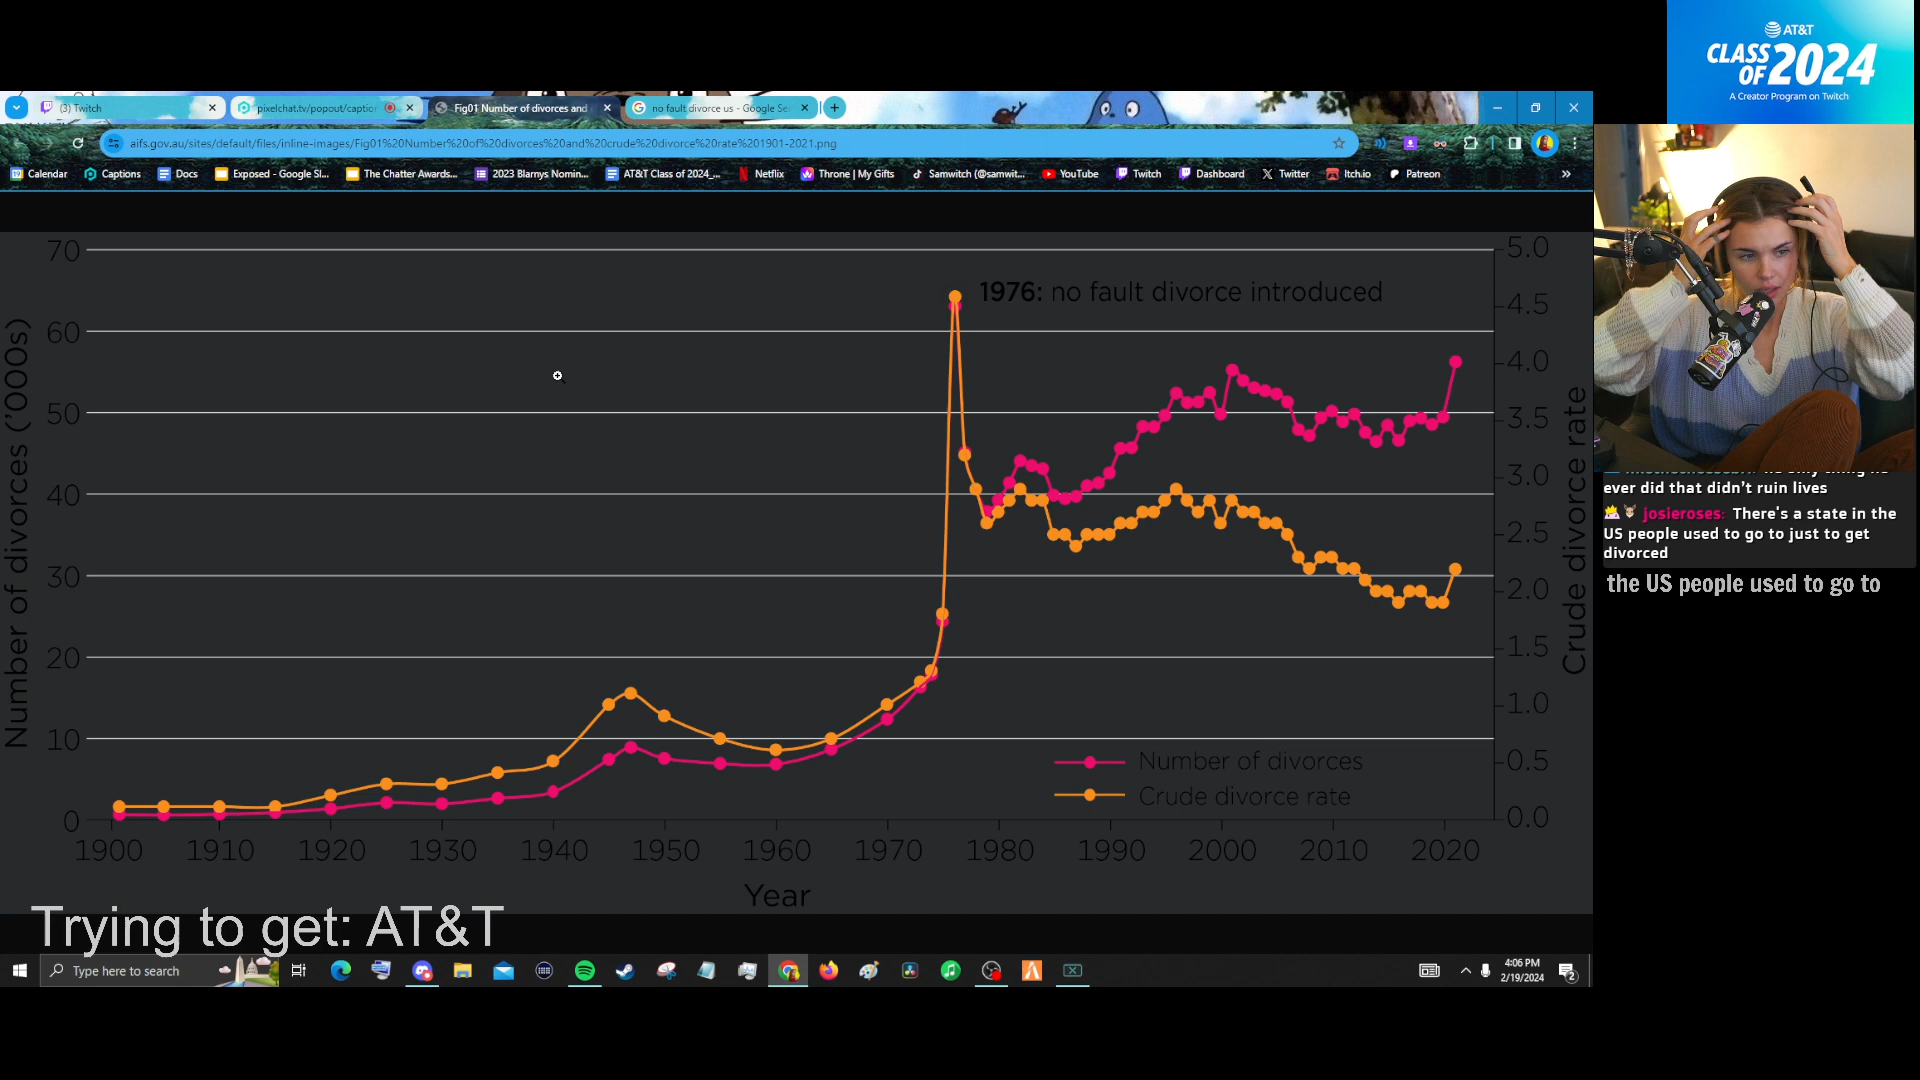 AT&T
CLASS
OF 2024
A Creator Program on Twitch
(3) Twitch
pixelchat.tv/popout/caption
Fig01 Number of divorces and
no fault divorce us - Google Se
aifs.gov.au/sites/default/files/inline-images/Fig01%20Number%20of%20divorces%20and%20crude%20divorce%20rate%201901-2021.png
Calendar
Captions
Docs
Exposed - Google Sl...
The Chatter Awards...
2023 Blarnys Nomin...
AT&T Class of 2024_...
Netflix
Throne | My Gifts
Samwitch (@samwit...
YouTube
Twitch
Dashboard
Twitter
Itch.io
Patreon
70
60
50
40
30
20
10
0
Number of divorces ('000s)
1976: no fault divorce introduced
5.0
4.5
4.0
3.5
3.0
2.5
2.0
1.5
1.0
0.5
0.0
Crude divorce rate
Number of divorces
Crude divorce rate
1900 1910 1920 1930 1940 1950 1960 1970 1980 1990 2000 2010 2020
Year
ever did that didn't ruin lives
josieroses: There's a state in the
US people used to go to just to get
divorced
the US people used to go to
Trying to get: AT&T
Type here to search
4:06 PM
2/19/2024
2